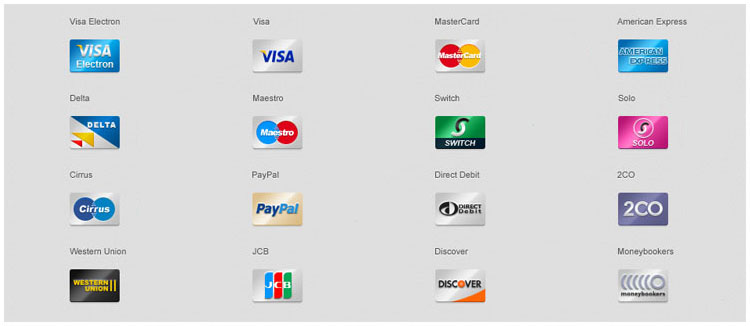 Visa Electron Visa MasterCard American Express
VISA VISA MasterCard AMERICAN
Electron EXPRESS
Delta Maestro Switch Solo
DELTA Maestro SWITCH SOLO
Cirrus PayPal Direct Debit 2CO
Cirrus PayPal DIRECT Debit 2CO
Western Union JCB Discover Moneybookers
WESTERN UNION JCB DISCOVER moneybookers